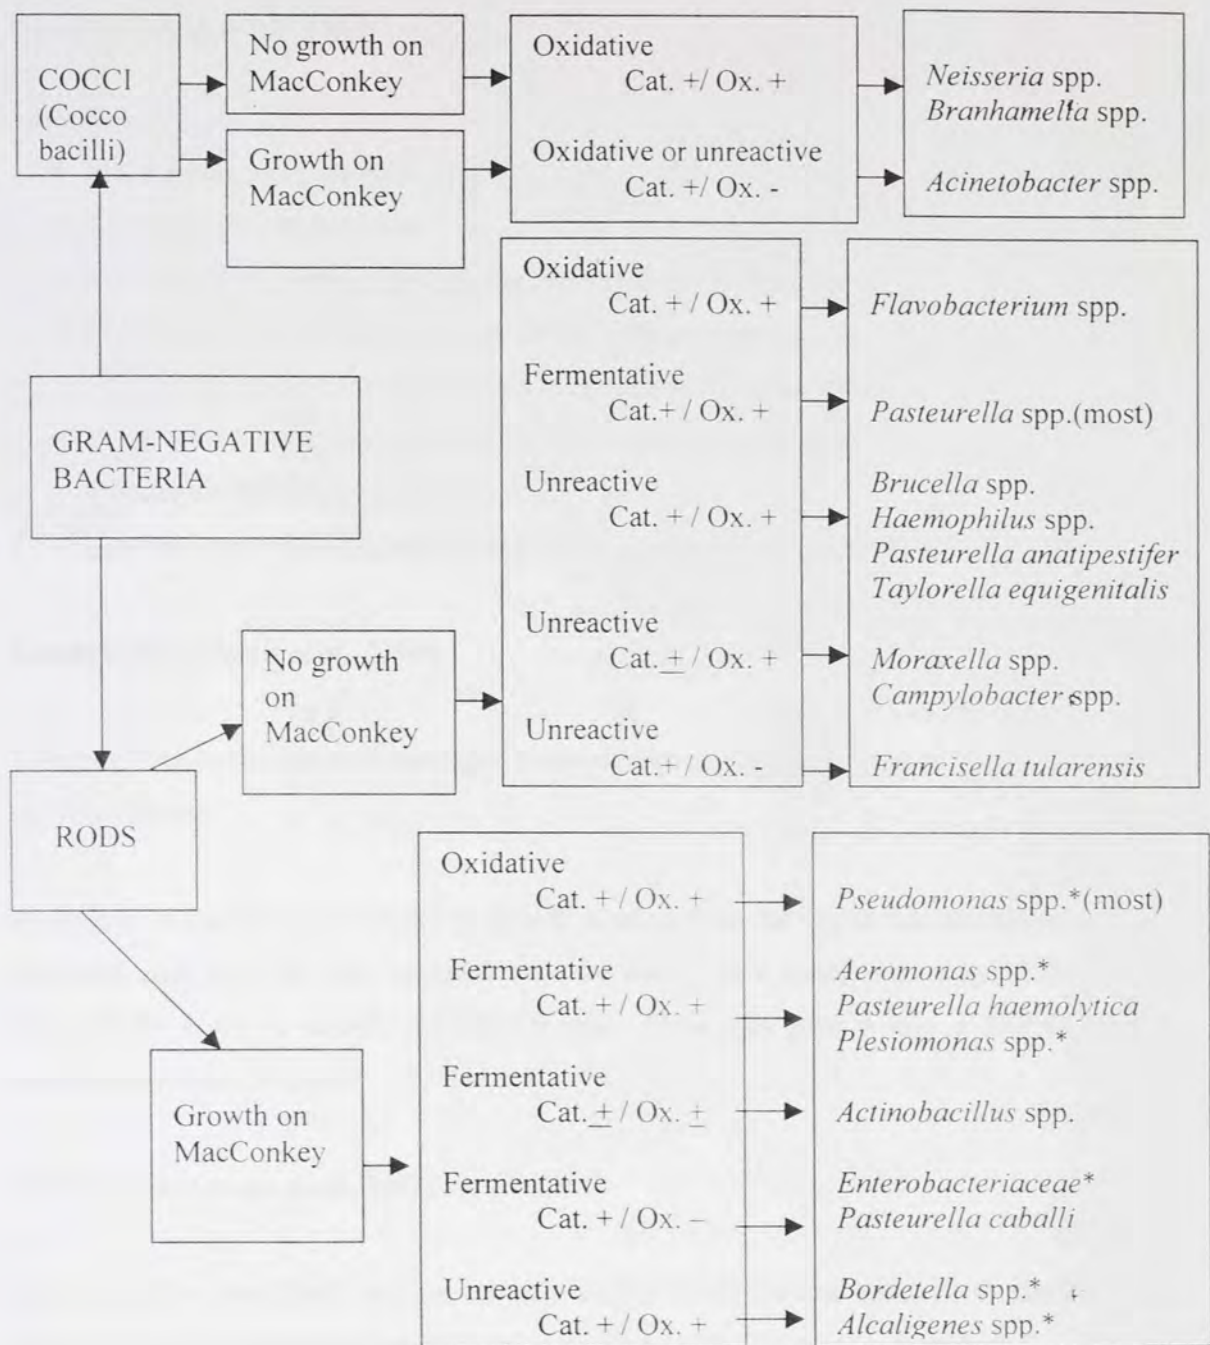 COCCI
(Cocco
bacilli)
No growth on
MacConkey
Growth on
MacConkey
Oxidative
Cat. +/ Ox. +
Oxidative or unreactive
Cat. +/ Ox. -
Neisseria spp.
Branhamella spp.
Acinetobacter spp.
GRAM-NEGATIVE
BACTERIA
RODS
No growth
on
MacConkey
Oxidative
Cat. + / Ox. +
Fermentative
Cat.+ / Ox. +
Unreactive
Cat. + / Ox. +
Unreactive
Cat. ± / Ox. +
Unreactive
Cat.+ / Ox. -
Flavobacterium spp.
Pasteurella spp.(most)
Brucella spp.
Haemophilus spp.
Pasteurella anatipestifer
Taylorella equigenitalis
Moraxella spp.
Campylobacter spp.
Francisella tularensis
Growth on
MacConkey
Oxidative
Cat. + / Ox. +
Fermentative
Cat. + / Ox. +
Fermentative
Cat. ± / Ox. ±
Fermentative
Cat. + / Ox. –
Unreactive
Cat. + / Ox. +
Pseudomonas spp.*(most)
Aeromonas spp.*
Pasteurella haemolytica
Plesiomonas spp.*
Actinobacillus spp.
Enterobacteriaceae*
Pasteurella caballi
Bordetella spp.*
Alcaligenes spp.*